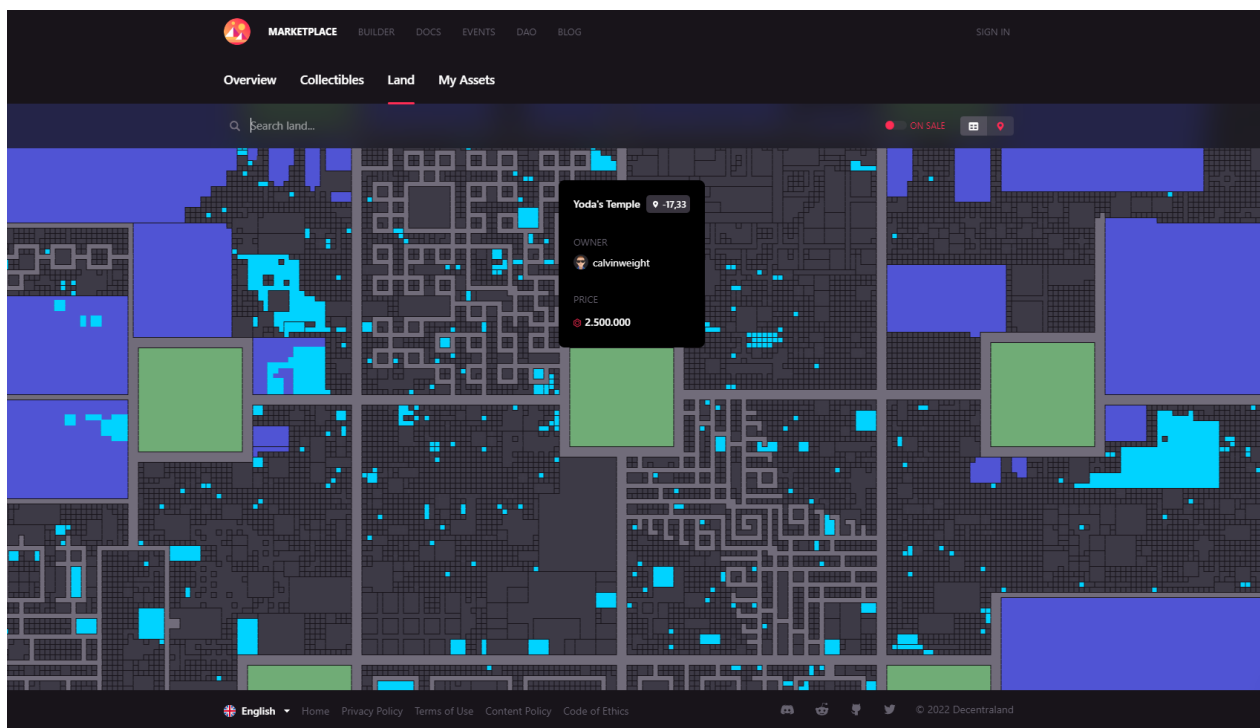 MARKETPLACE BUILDER DOCS EVENTS DAO BLOG SIGN IN
Overview Collectibles Land My Assets
Search land... ON SALE
Yoda's Temple -17,33
OWNER
calvinweight
PRICE
2.500.000
English Home Privacy Policy Terms of Use Content Policy Code of Ethics © 2022 Decentraland